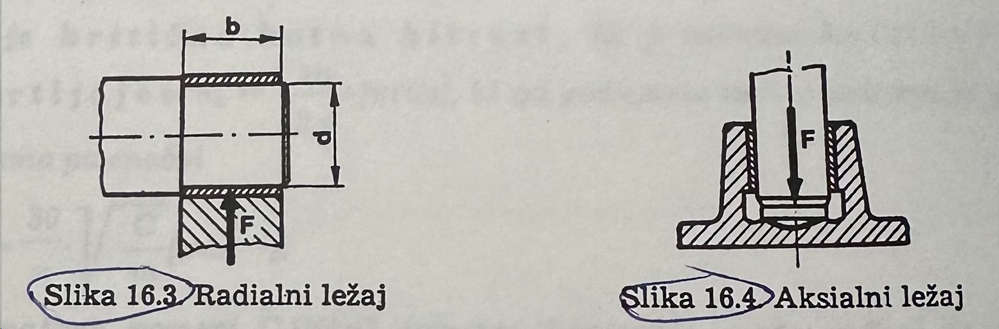 b
d
F
F
Slika 16.3 Radialni ležaj
Slika 16.4 Aksialni ležaj